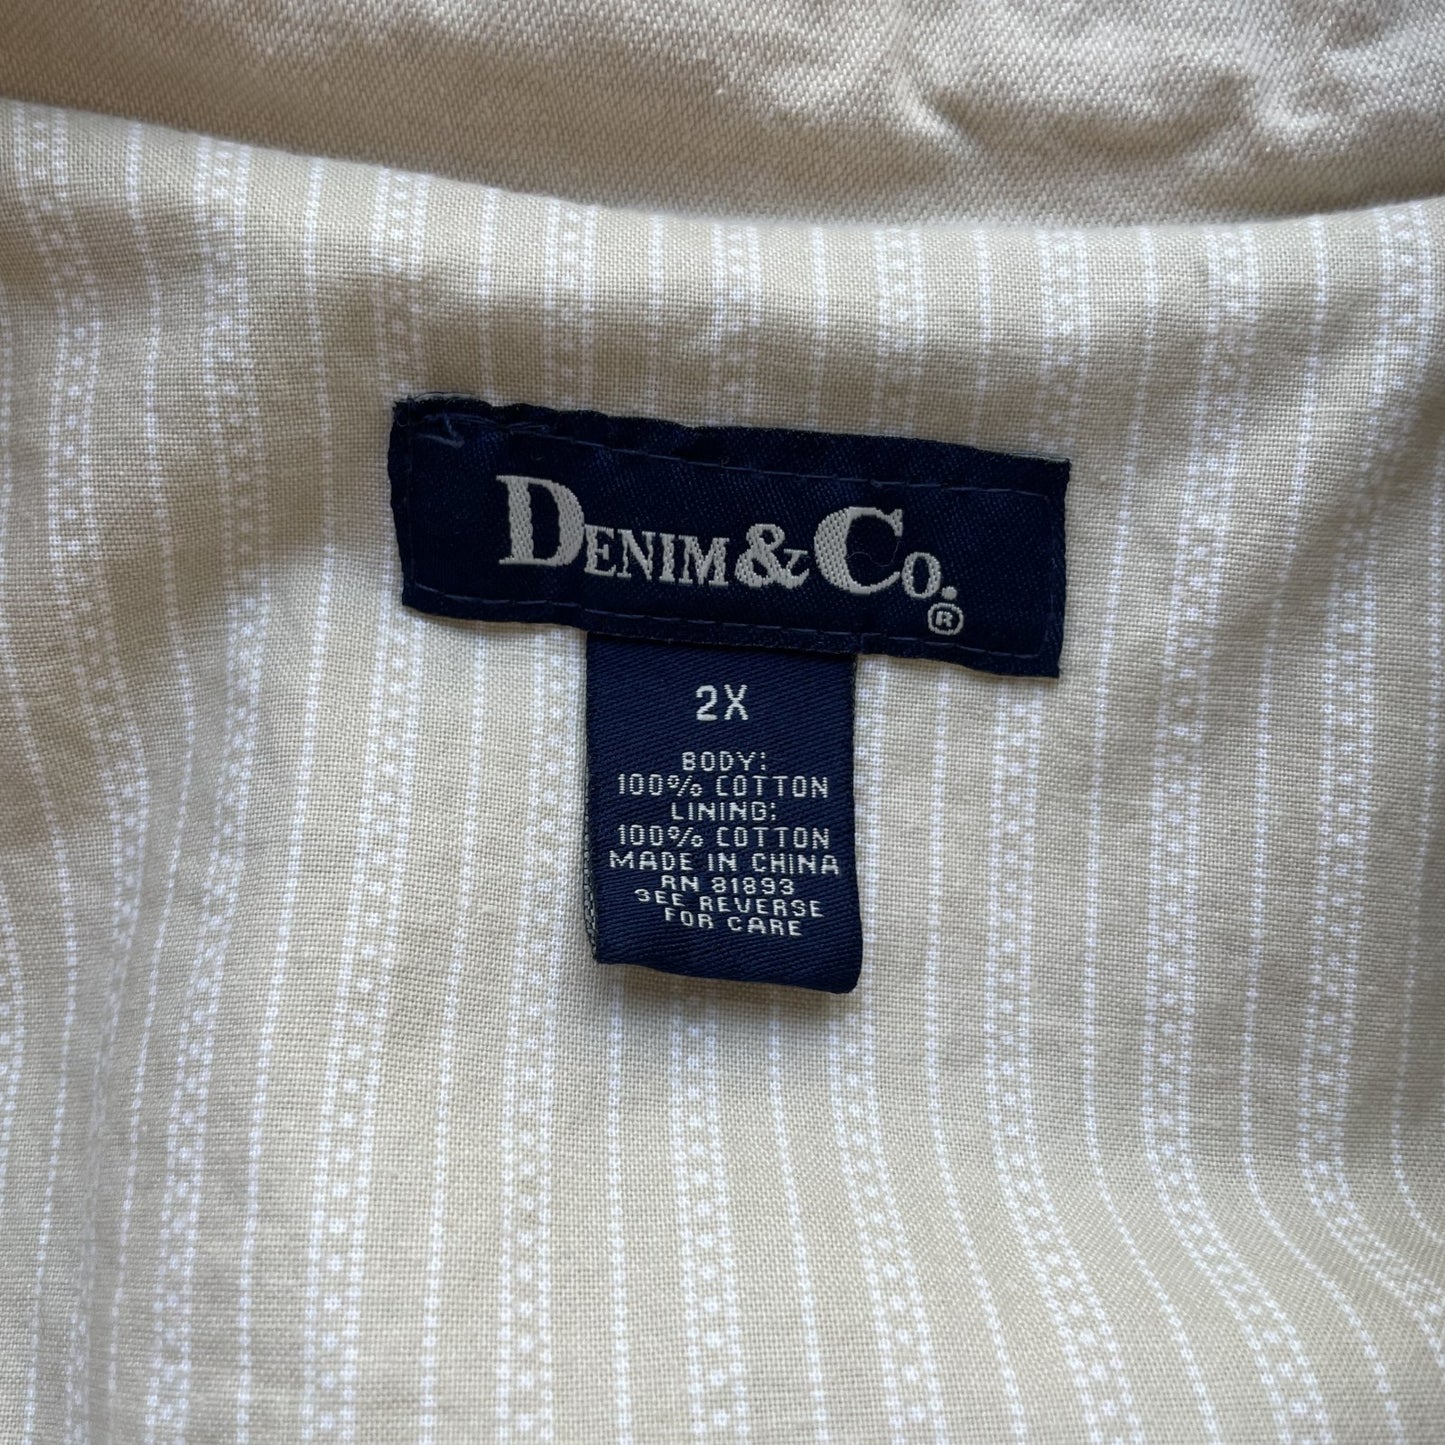 DENIM&CO.®
2X
BODY:
100% COTTON
LINING:
100% COTTON
MADE IN CHINA
RN 81893
SEE REVERSE
FOR CARE